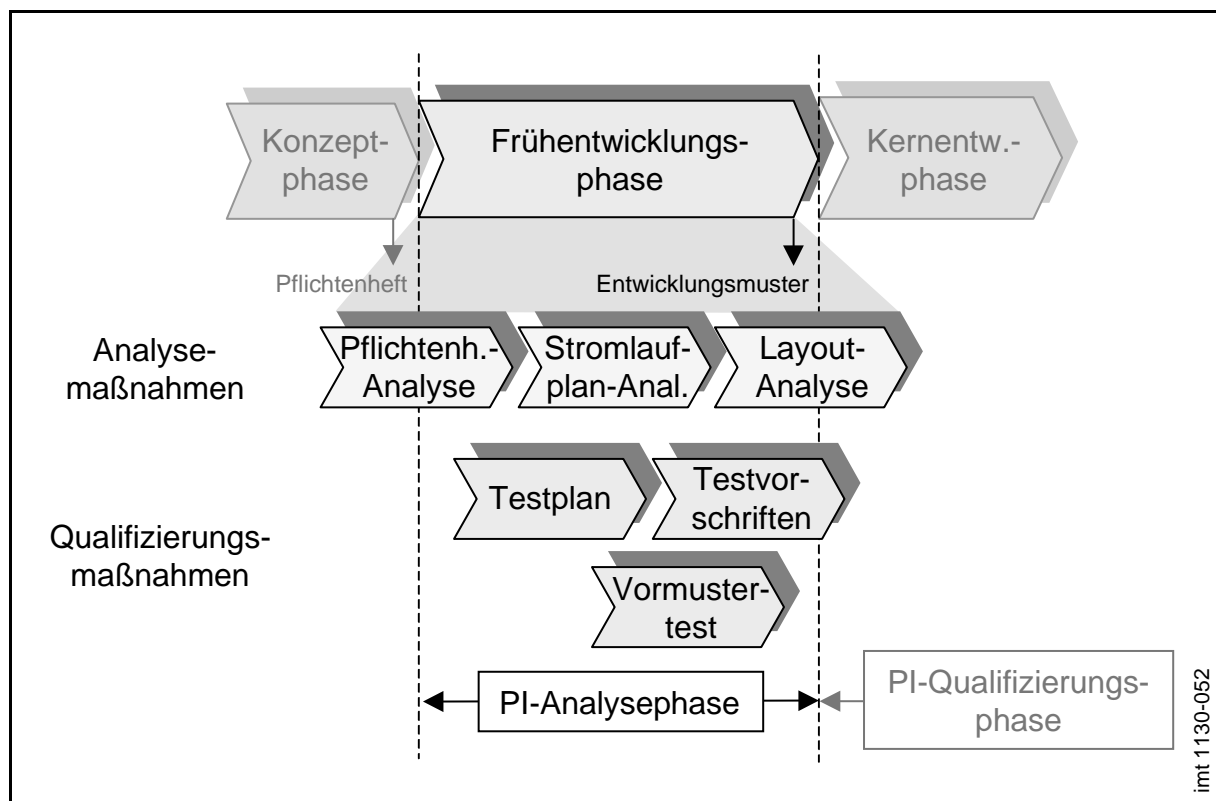 Konzept-
phase
Frühentwicklungs-
phase
Kernentw.-
phase
Pflichtenheft
Entwicklungsmuster
Analyse-
maßnahmen
Pflichtenh.-
Analyse
Stromlauf-
plan-Anal.
Layout-
Analyse
Qualifizierungs-
maßnahmen
Testplan
Testvor-
schriften
Vormuster-
test
PI-Analysephase
PI-Qualifizierungs-
phase
imt 1130-052